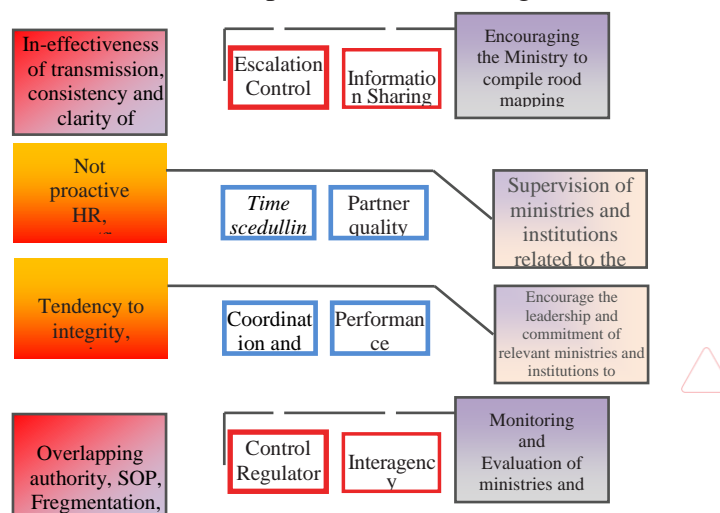 In-effectiveness
of transmission,
consistency and
clarity of
Escalation
Control
Informatio
n Sharing
Encouraging
the Ministry to
compile rood
mapping
Not
proactive
HR,
Time
scedullin
Partner
quality
Supervision of
ministries and
institutions
related to the
Tendency to
integrity,
Coordinat
ion and
Performan
ce
Encourage the
leadership and
commitment of
relevant ministries and
institutions to
Overlapping
authority, SOP,
Fregmentation,
Control
Regulator
Interagenc
y
Monitoring
and
Evaluation of
ministries and